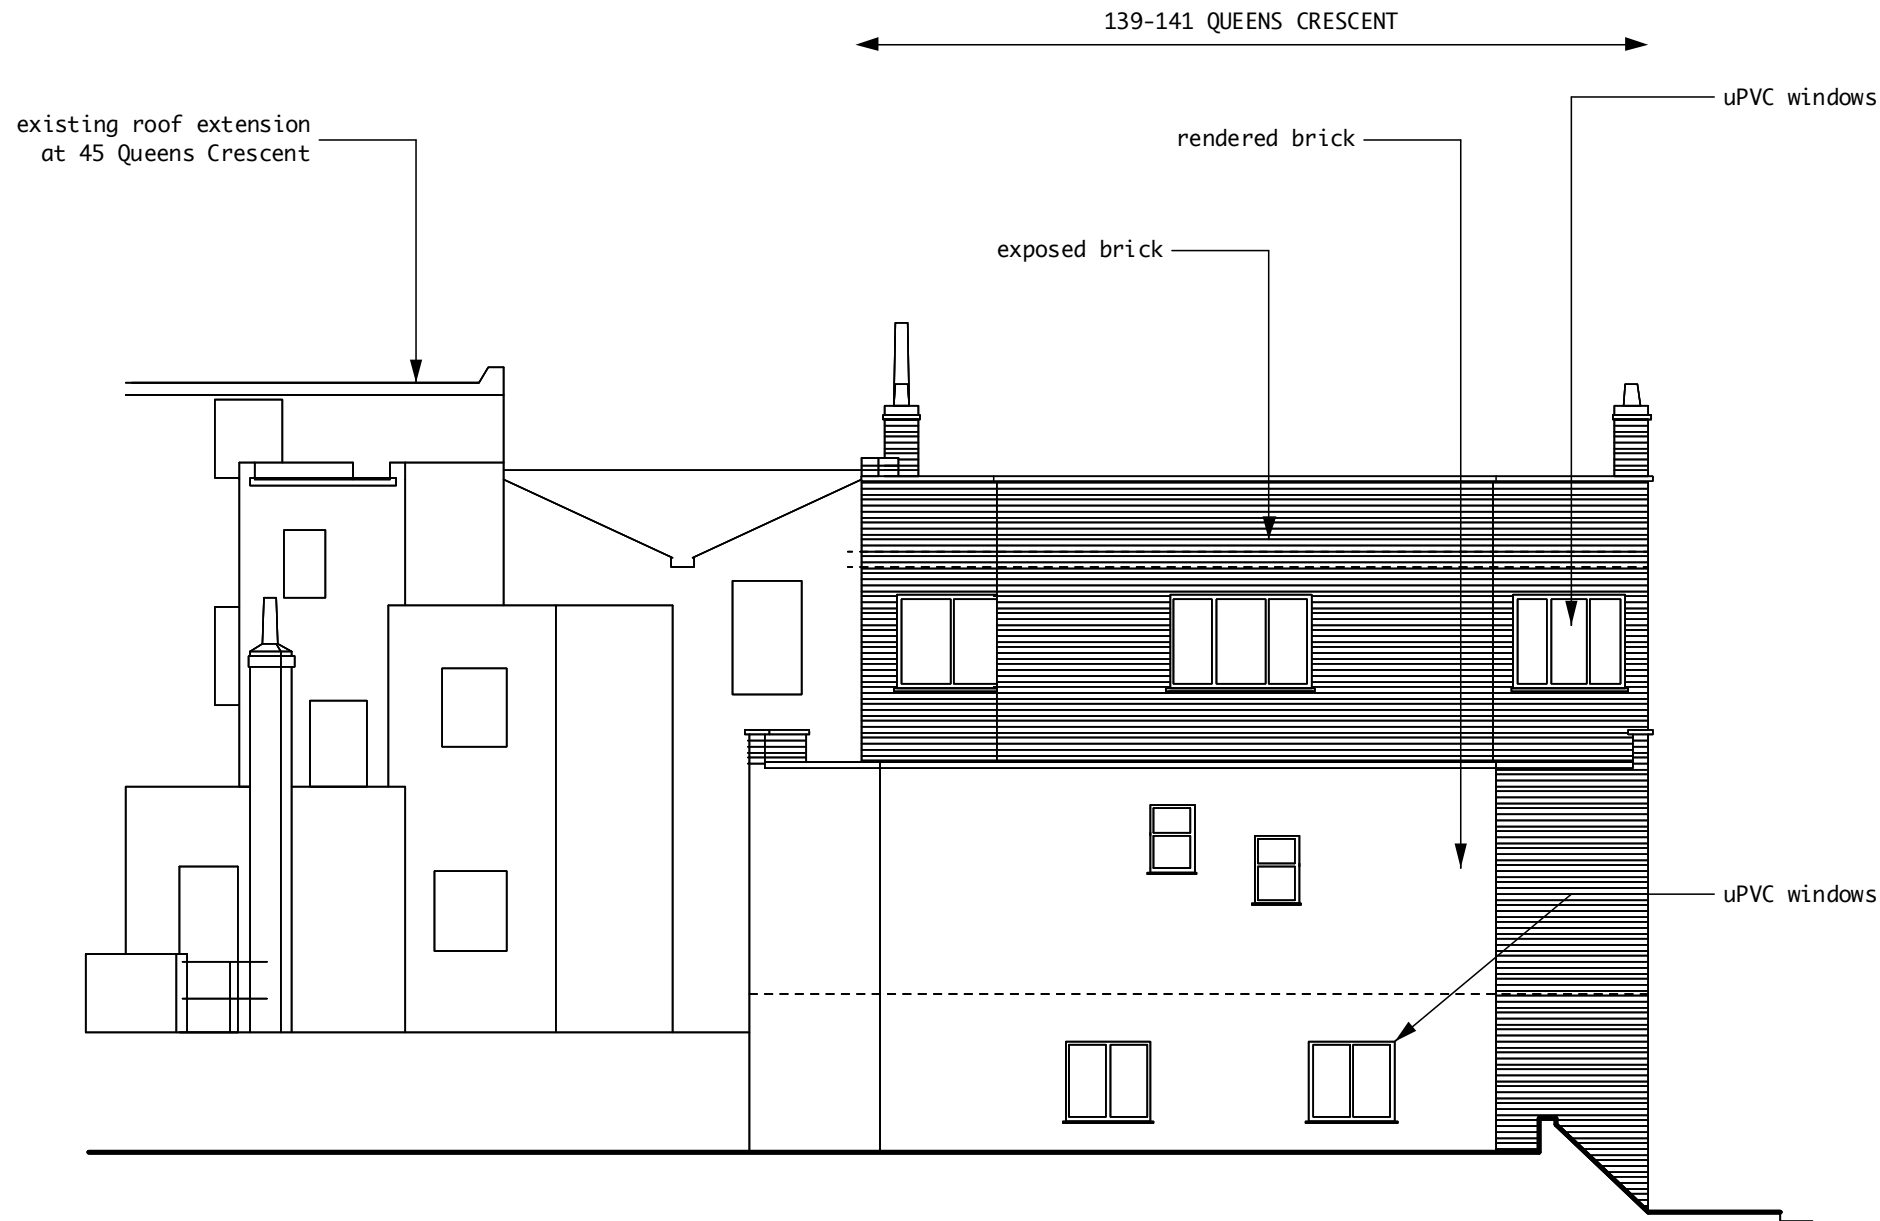 139-141 QUEENS CRESCENT
uPVC windows
existing roof extension
at 45 Queens Crescent
rendered brick
exposed brick
uPVC windows